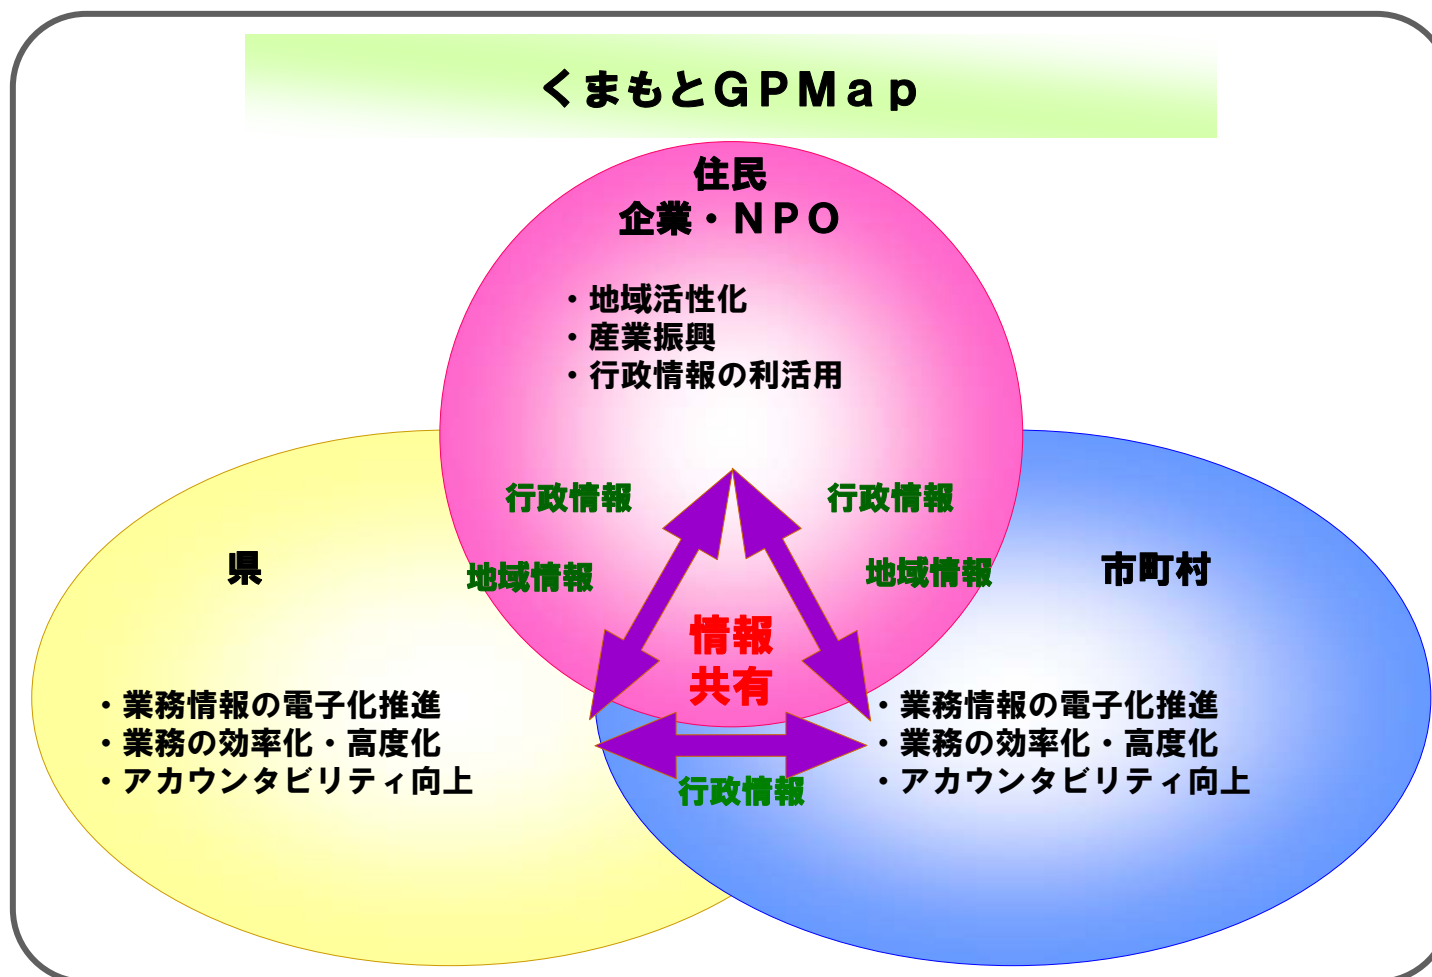 くまもとＧＰＭａｐ
住民
企業・ＮＰＯ
・地域活性化
・産業振興
・行政情報の利活用
行政情報
行政情報
地域情報
地域情報
県
市町村
情報
共有
・業務情報の電子化推進
・業務の効率化・高度化
・アカウンタビリティ向上
・業務情報の電子化推進
・業務の効率化・高度化
・アカウンタビリティ向上
行政情報